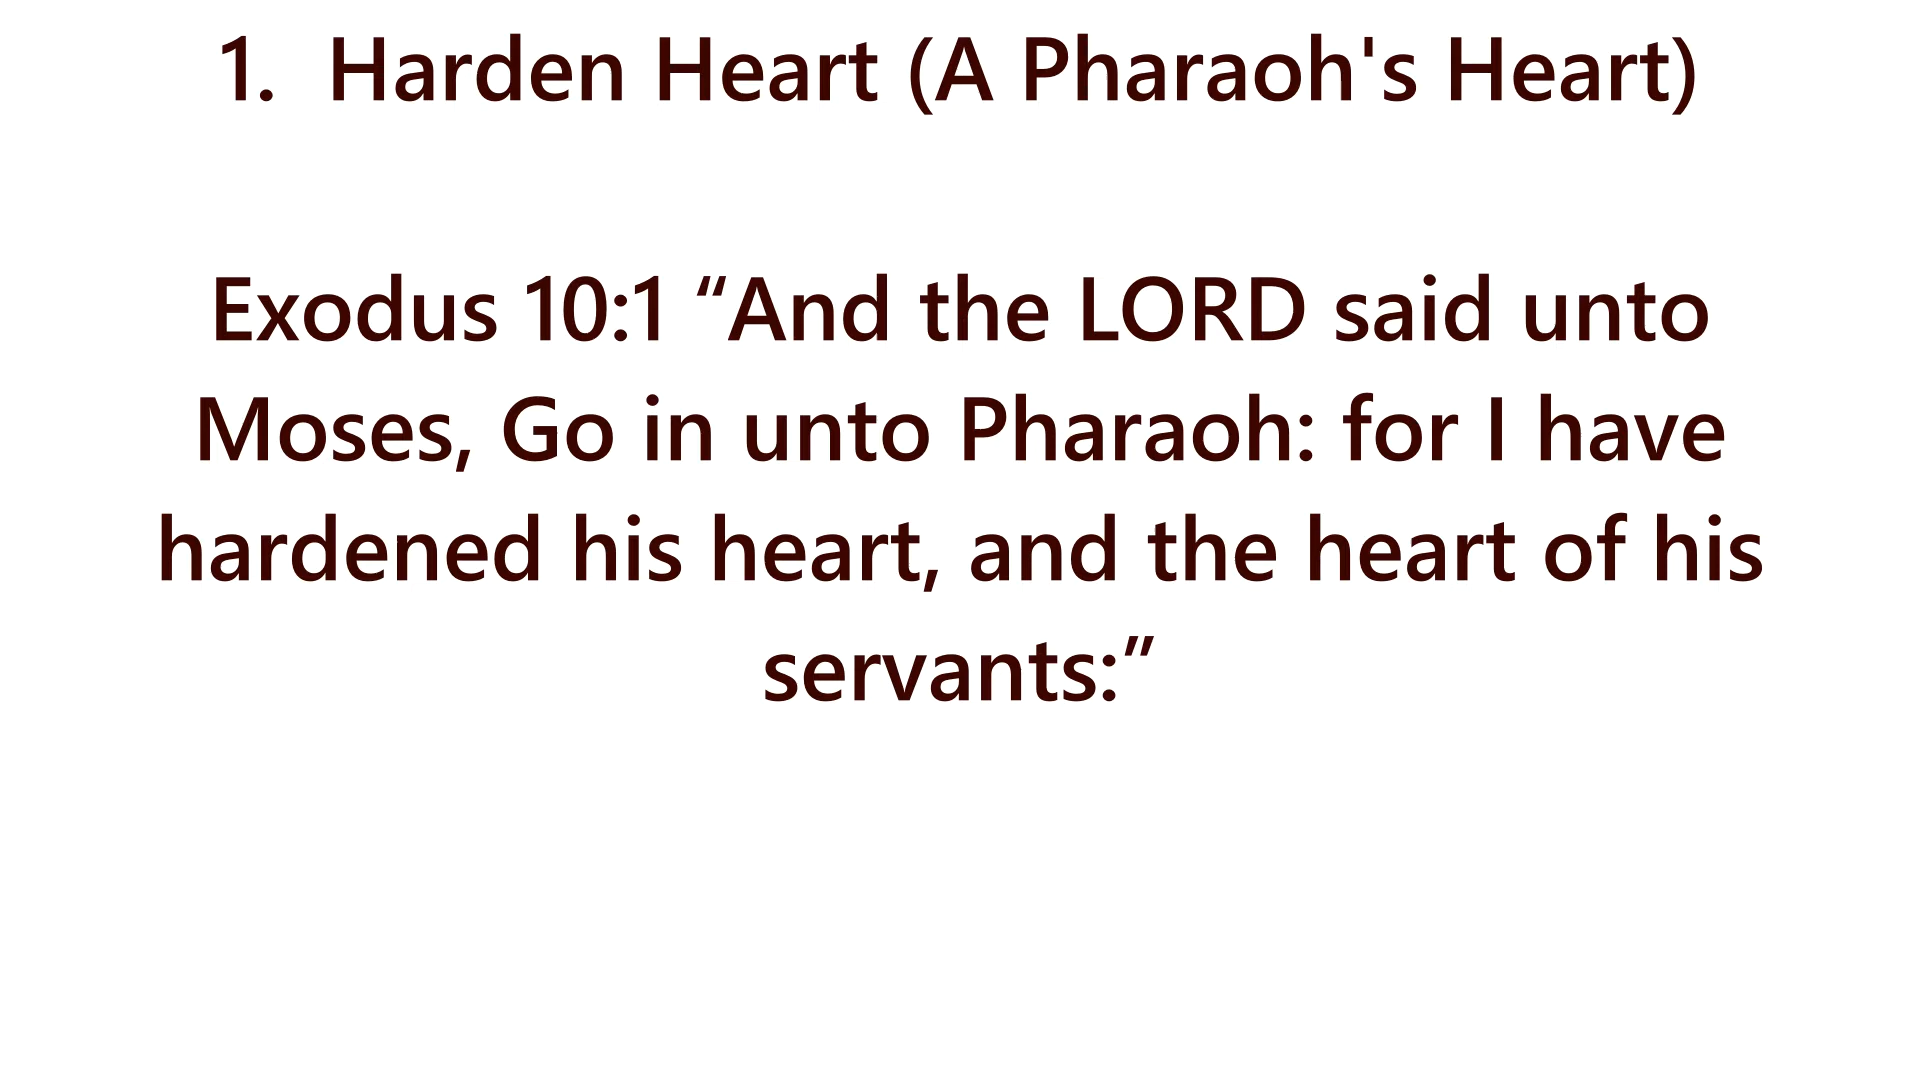 1.  Harden Heart (A Pharaoh's Heart)
Exodus 10:1 “And the LORD said unto
Moses, Go in unto Pharaoh: for I have
hardened his heart, and the heart of his
servants:”